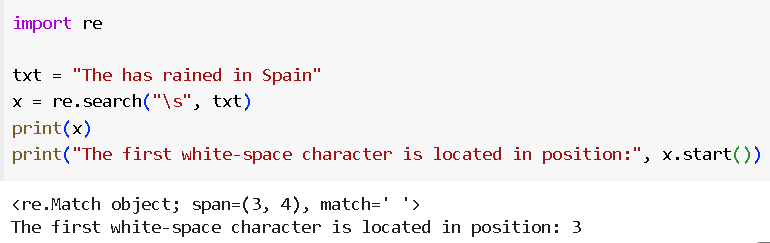 import re
txt = "The has rained in Spain"
x = re.search("\s", txt)
print(x)
print("The first white-space character is located in position:", x.start())
<re.Match object; span=(3, 4), match=' '>
The first white-space character is located in position: 3